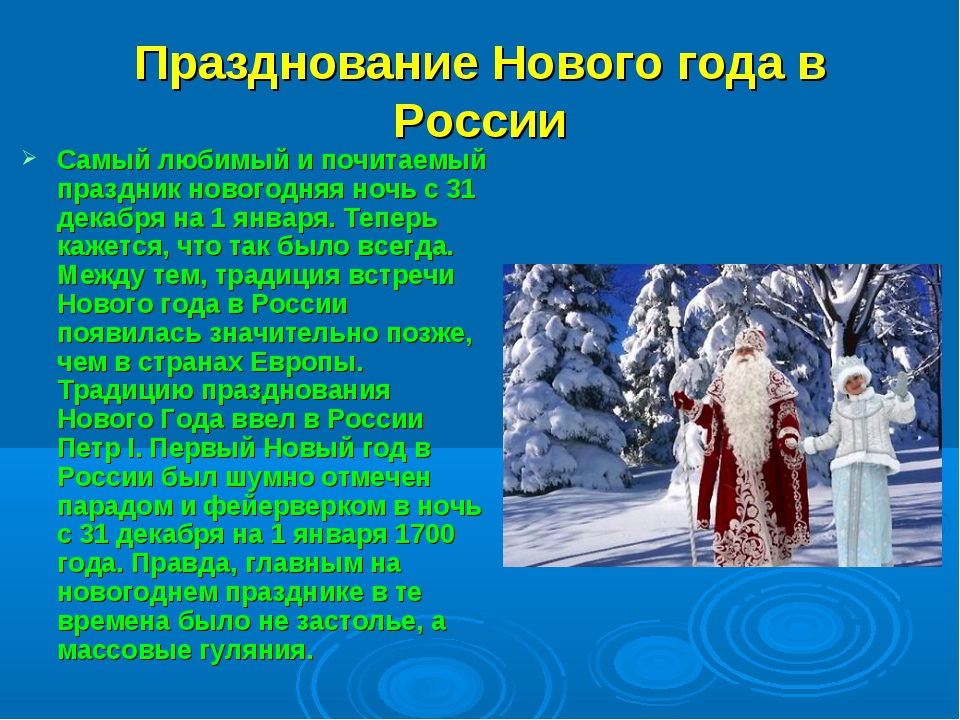 Празднование Нового года в
России
Самый любимый и почитаемый
праздник новогодняя ночь с 31
декабря на 1 января. Теперь
кажется, что так было всегда.
Между тем, традиция встречи
Нового года в России
появилась значительно позже,
чем в странах Европы.
Традицию празднования
Нового Года ввел в России
Петр I. Первый Новый год в
России был шумно отмечен
парадом и фейерверком в ночь
с 31 декабря на 1 января 1700
года. Правда, главным на
новогоднем празднике в те
времена было не застолье, а
массовые гуляния.